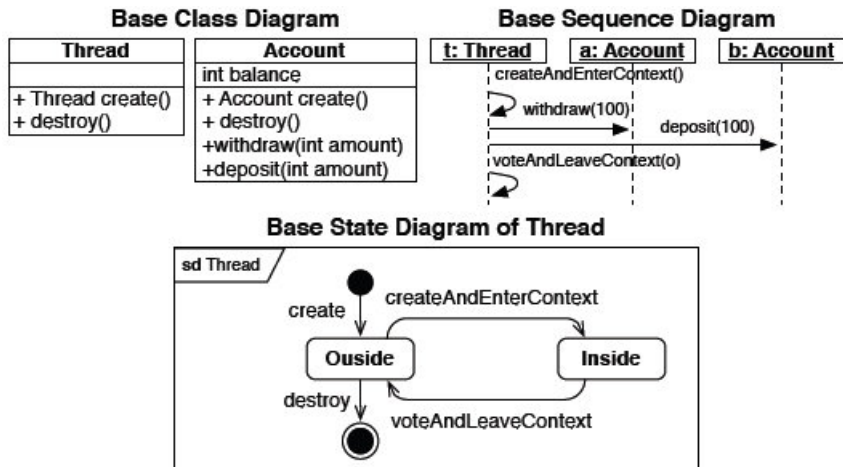 Base Class Diagram
Thread
+ Thread create()
+ destroy()
Account
int balance
+ Account create()
+ destroy()
+withdraw(int amount)
+deposit(int amount)
Base Sequence Diagram
t: Thread
a: Account
b: Account
createAndEnterContext()
withdraw(100)
deposit(100)
voteAndLeaveContext(o)
Base State Diagram of Thread
sd Thread
create
createAndEnterContext
Ouside
Inside
destroy
voteAndLeaveContext